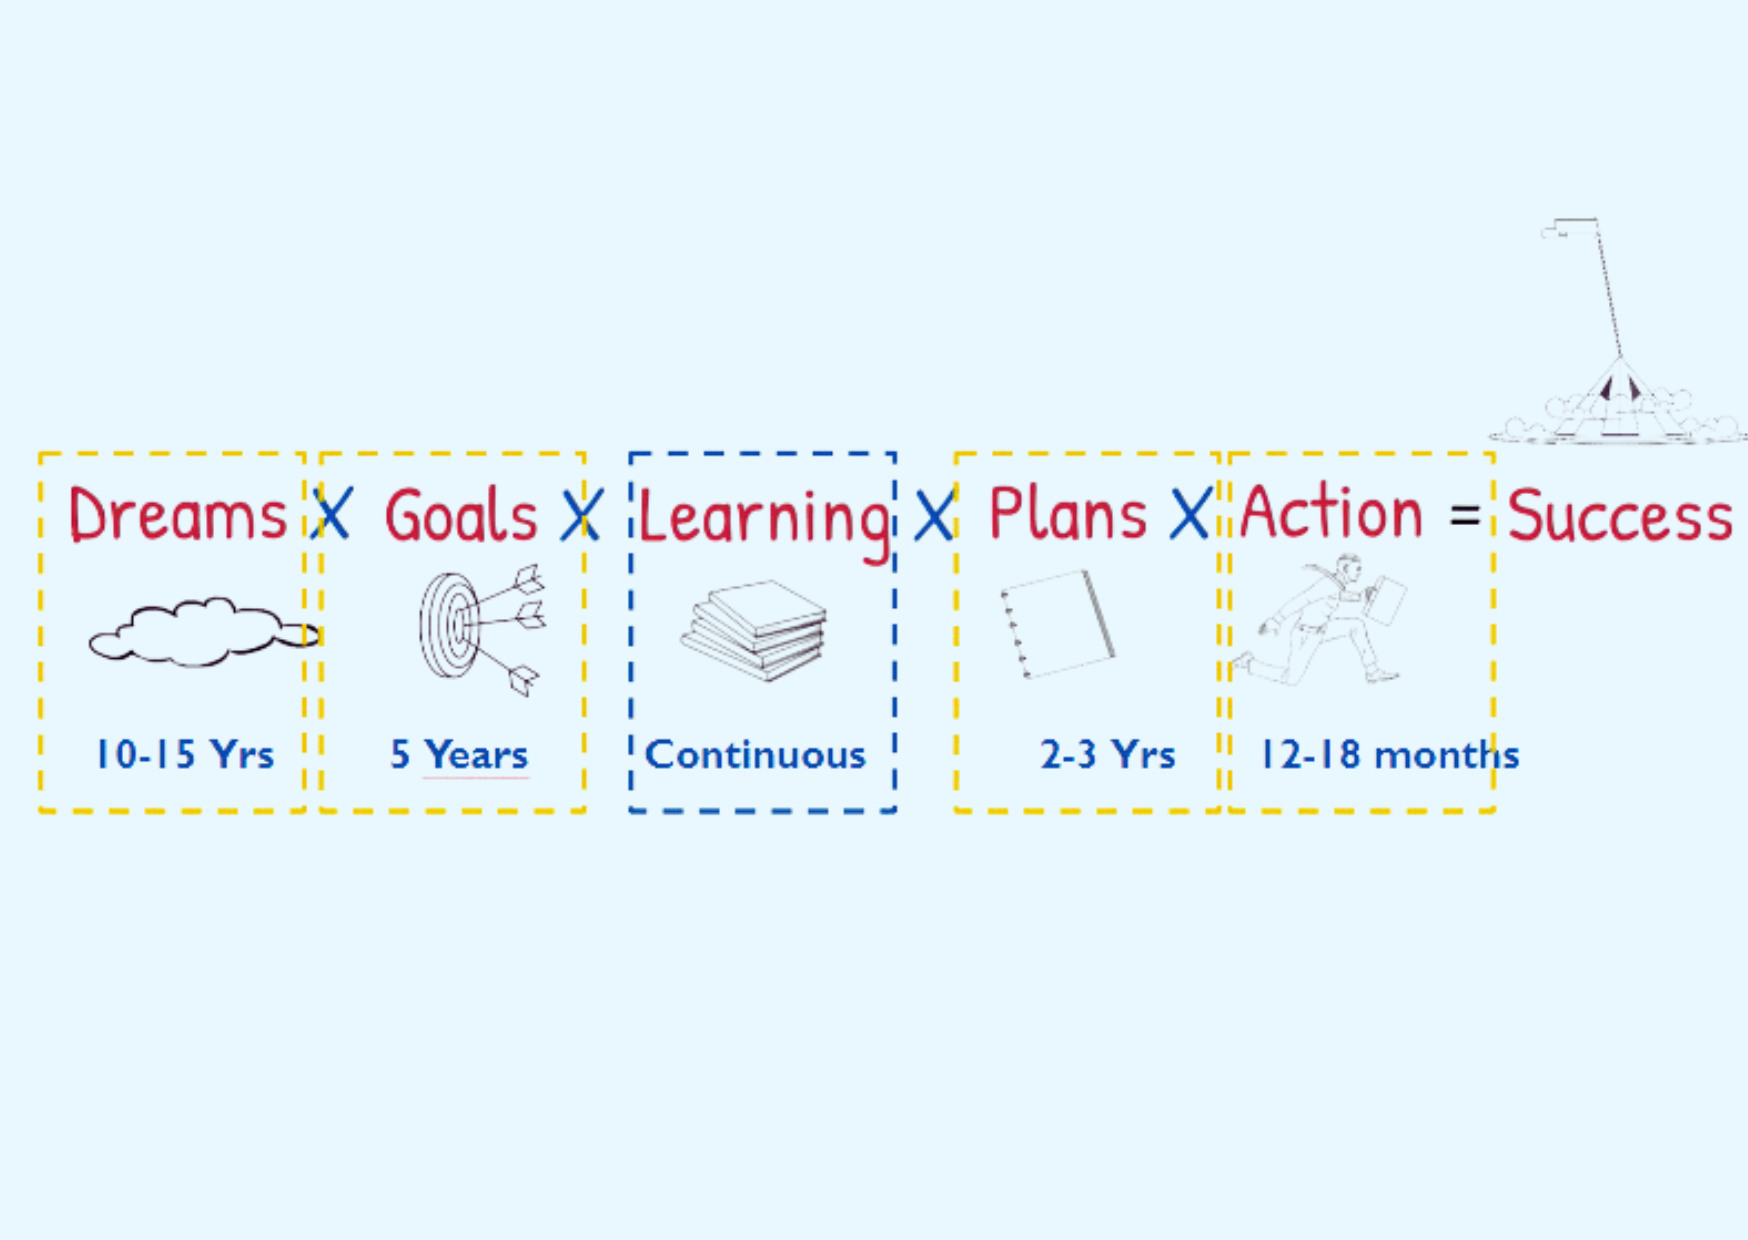 Dreams X Goals X Learning X Plans X Action = Success
10-15 Yrs 5 Years Continuous 2-3 Yrs 12-18 months